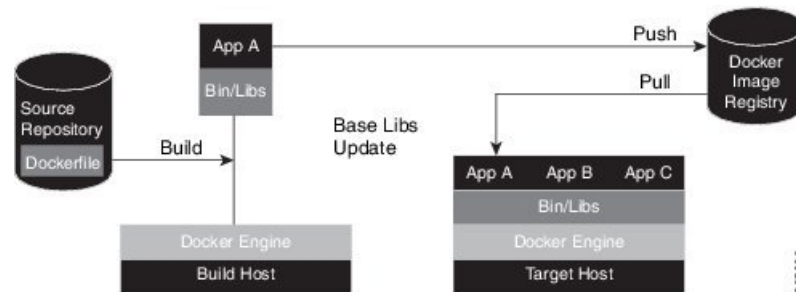 App A
Bin/Libs
Push
Docker
Image
Registry
Pull
Source
Repository
Dockerfile
Build
Base Libs
Update
App A App B App C
Bin/Libs
Docker Engine
Build Host
Docker Engine
Target Host